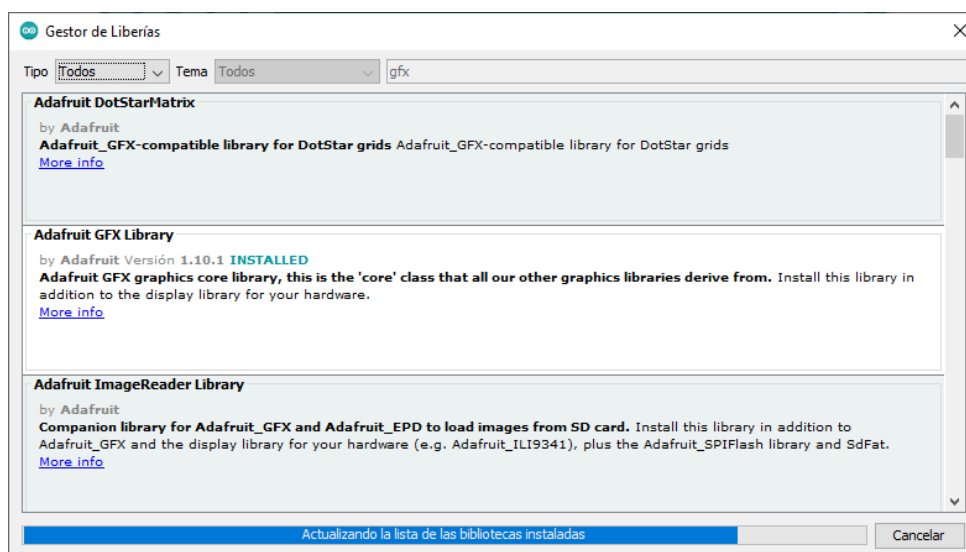 Gestor de Liberías
Tipo Todos Tema Todos gfx
Adafruit DotStarMatrix
by Adafruit
Adafruit_GFX-compatible library for DotStar grids Adafruit_GFX-compatible library for DotStar grids
More info
Adafruit GFX Library
by Adafruit Versión 1.10.1 INSTALLED
Adafruit GFX graphics core library, this is the 'core' class that all our other graphics libraries derive from. Install this library in
addition to the display library for your hardware.
More info
Adafruit ImageReader Library
by Adafruit
Companion library for Adafruit_GFX and Adafruit_EPD to load images from SD card. Install this library in addition to
Adafruit_GFX and the display library for your hardware (e.g. Adafruit_ILI9341), plus the Adafruit_SPIFlash library and SdFat.
More info
Actualizando la lista de las bibliotecas instaladas Cancelar